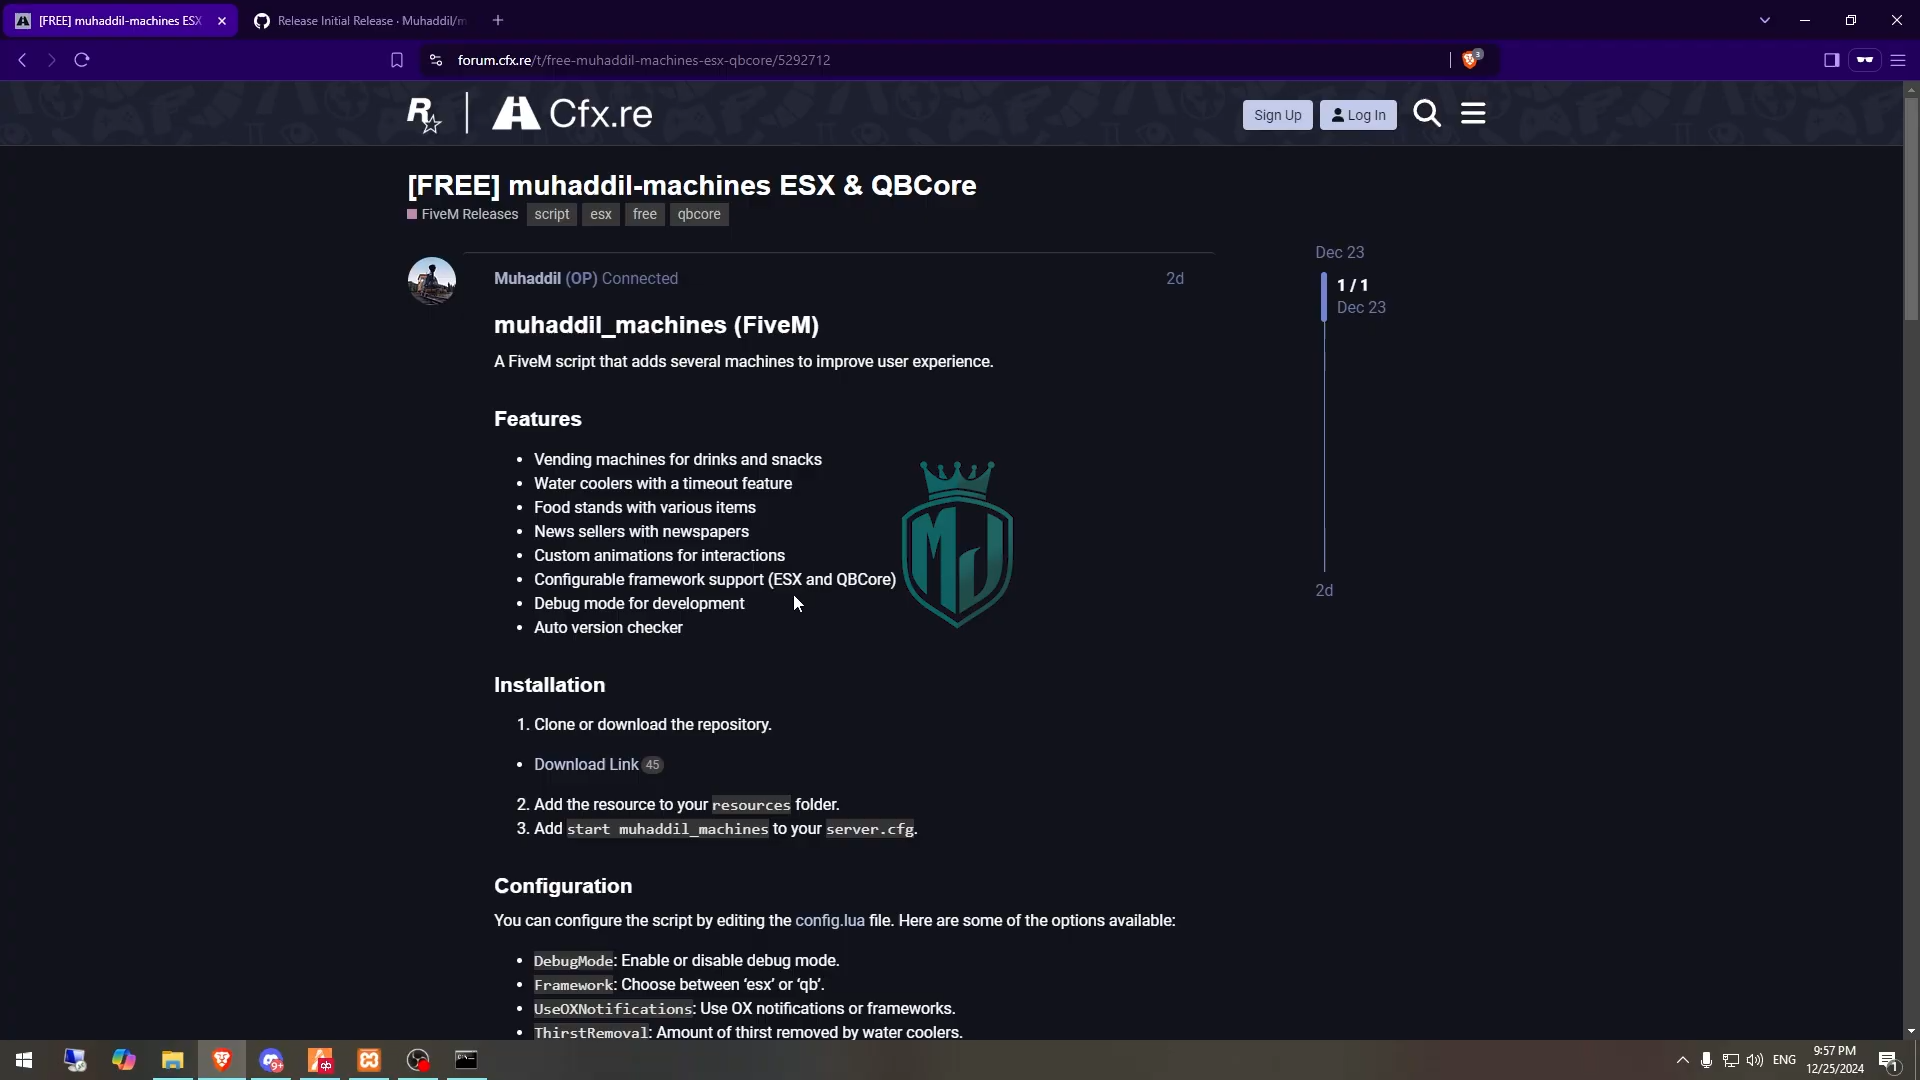 [FREE] muhaddil-machines ESX
Release Initial Release · Muhaddil/m
forum.cfx.re/t/free-muhaddil-machines-esx-qbcore/5292712
3
Cfx.re
Sign Up
Log In
[FREE] muhaddil-machines ESX & QBCore
FiveM Releases script esx free qbcore
Dec 23
Muhaddil (OP) Connected 2d
1 / 1
Dec 23
muhaddil_machines (FiveM)
A FiveM script that adds several machines to improve user experience.
Features
• Vending machines for drinks and snacks
• Water coolers with a timeout feature
• Food stands with various items
• News sellers with newspapers
• Custom animations for interactions
• Configurable framework support (ESX and QBCore)
• Debug mode for development
• Auto version checker
MJ
2d
Installation
1. Clone or download the repository.
• Download Link 45
2. Add the resource to your resources folder.
3. Add start muhaddil_machines to your server.cfg.
Configuration
You can configure the script by editing the config.lua file. Here are some of the options available:
• DebugMode: Enable or disable debug mode.
• Framework: Choose between ‘esx’ or ‘qb’.
• UseOXNotifications: Use OX notifications or frameworks.
• ThirstRemoval: Amount of thirst removed by water coolers.
9+
ENG
9:57 PM
12/25/2024
1